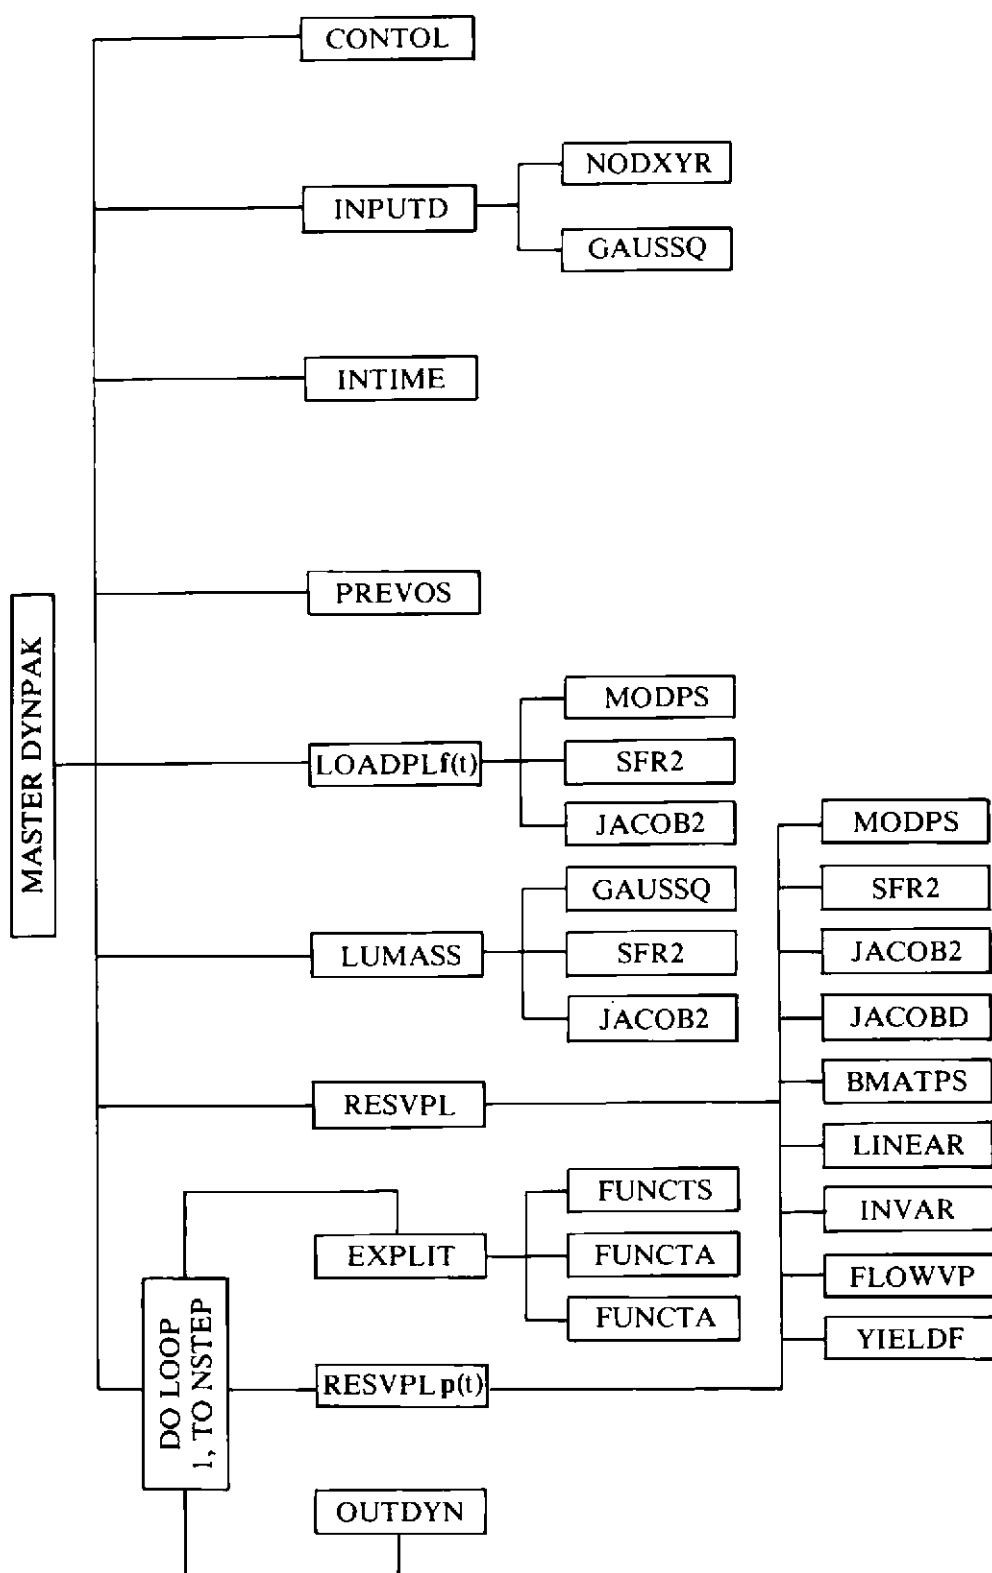 CONTOL
NODXYR
INPUTD
GAUSSQ
INTIME
PREVOS
MASTER DYNPAK
MODPS
LOADPL f(t)
SFR2
JACOB2
MODPS
GAUSSQ
SFR2
LUMASS
SFR2
JACOB2
JACOB2
JACOBD
RESVPL
BMATPS
LINEAR
FUNCTS
INVAR
EXPLIT
FUNCTA
FLOWVP
FUNCTA
YIELDF
DO LOOP
1, TO NSTEP
RESVPL p(t)
OUTDYN